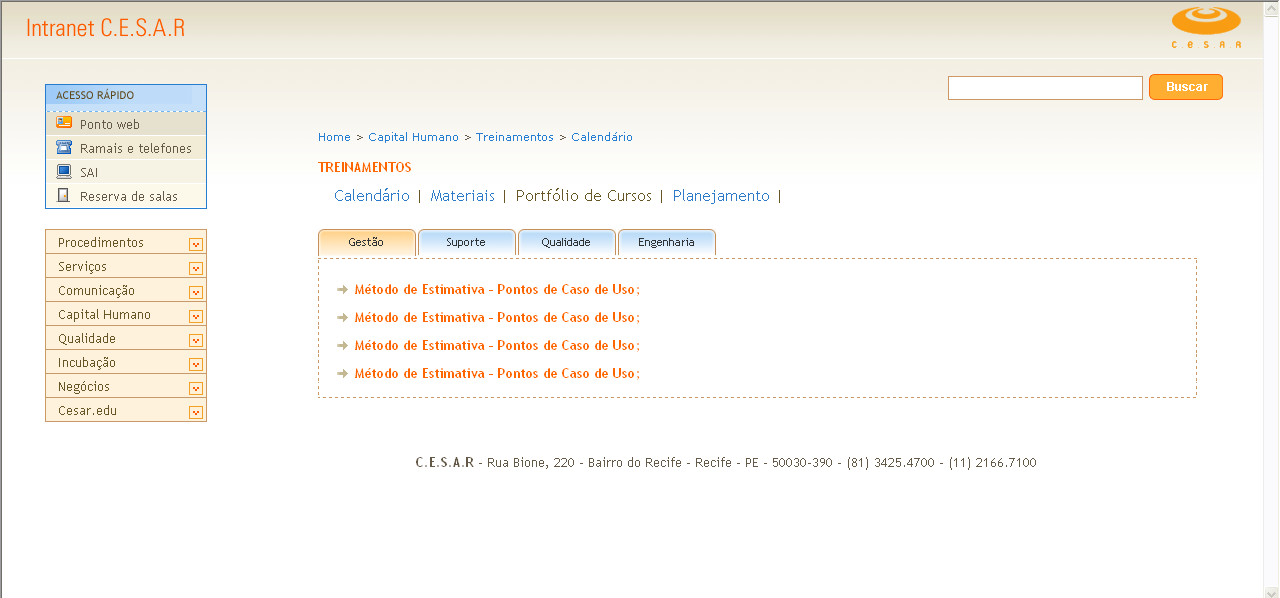 Intranet C.E.S.A.R
c.e.s.a.r
ACESSO RÁPIDO
Ponto web
Ramais e telefones
SAI
Reserva de salas
Procedimentos
Serviços
Comunicação
Capital Humano
Qualidade
Incubação
Negócios
Cesar.edu
Buscar
Home > Capital Humano > Treinamentos > Calendário
TREINAMENTOS
Calendário | Materiais | Portfólio de Cursos | Planejamento |
Gestão Suporte Qualidade Engenharia
Método de Estimativa - Pontos de Caso de Uso;
Método de Estimativa - Pontos de Caso de Uso;
Método de Estimativa - Pontos de Caso de Uso;
Método de Estimativa - Pontos de Caso de Uso;
C.E.S.A.R - Rua Bione, 220 - Bairro do Recife - Recife - PE - 50030-390 - (81) 3425.4700 - (11) 2166.7100